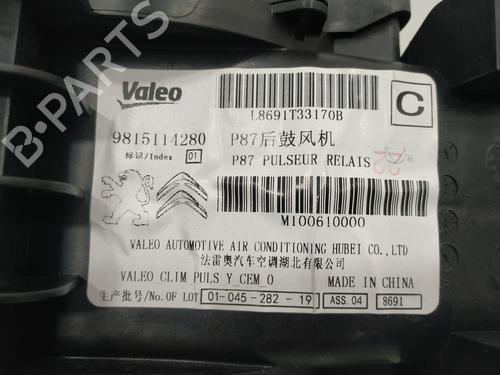 B-PARTS
Valeo
L8691T33170B
C
9815114280
P87后鼓风机
标识/Index 01
P87 PULSEUR RELAIS
M100610000
VALEO AUTOMOTIVE AIR CONDITIONING HUBEI CO.,LTD
法雷奥汽车空调湖北有限公司
VALEO CLIM PULS Y CEM 0
MADE IN CHINA
生产批号/No.OF LOT 01-045-282-19 ASS.04 8691